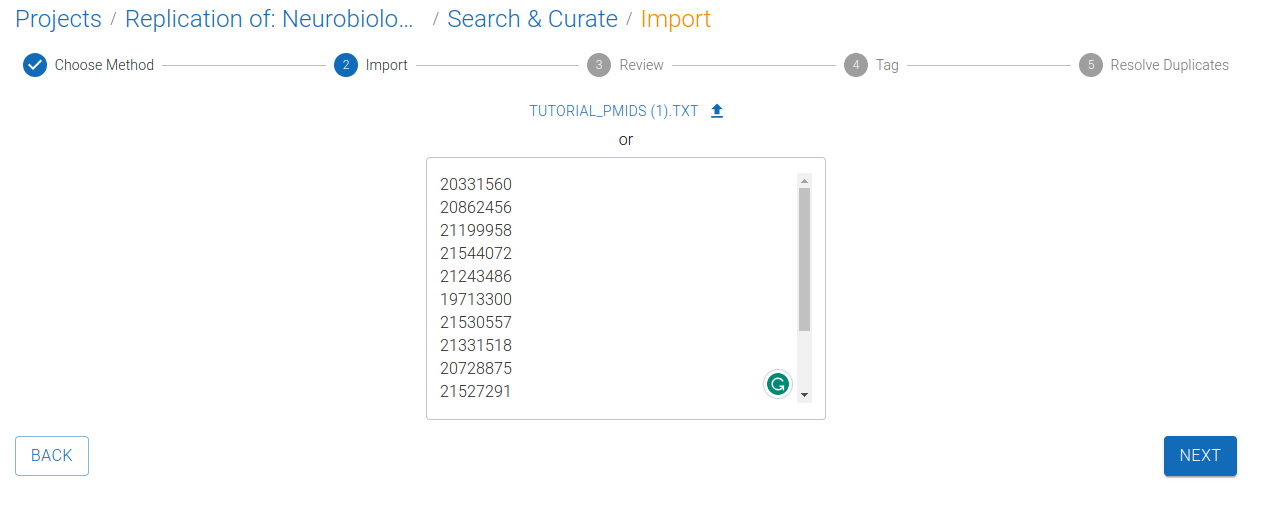 Projects / Replication of: Neurobiolo... / Search & Curate / Import
Choose Method 2 Import 3 Review 4 Tag 5 Resolve Duplicates
TUTORIAL_PMIDS (1).TXT
or
20331560
20862456
21199958
21544072
21243486
19713300
21530557
21331518
20728875
21527291
BACK NEXT